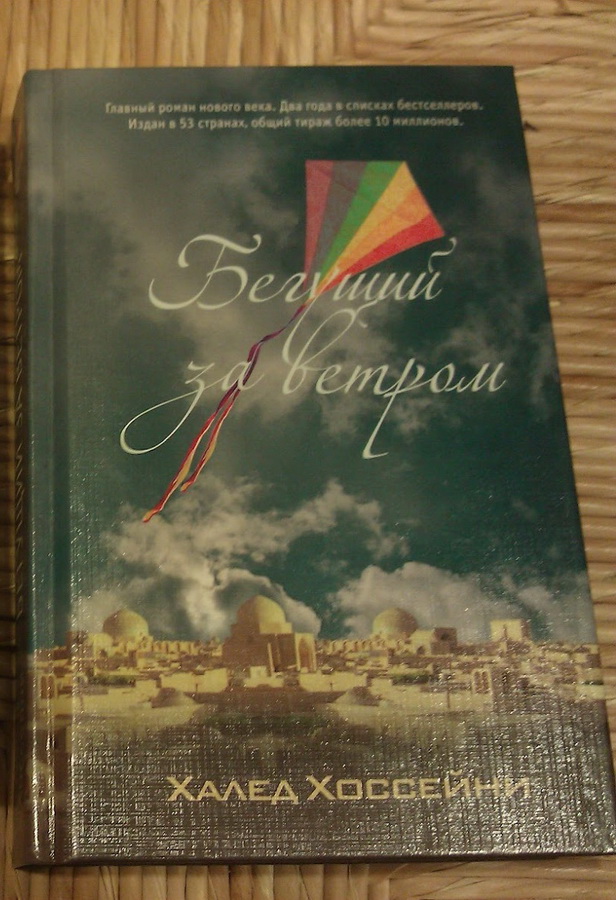 Главный роман нового века. Два года в списках бестселлеров.
Издан в 53 странах, общий тираж более 10 миллионов.
Бегущий
за ветром
Халед Хоссейни